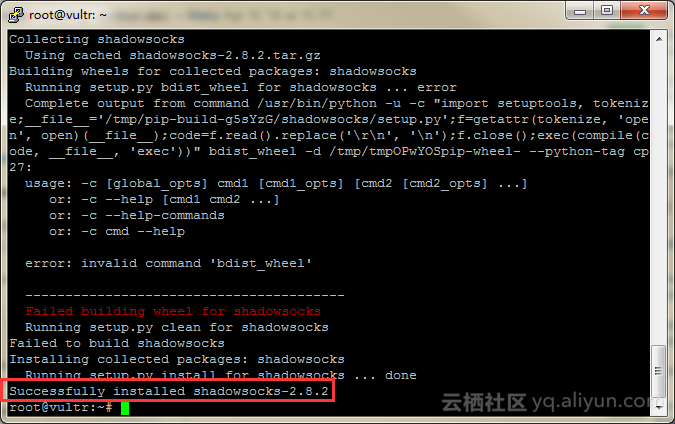 root@vultr: ~
Collecting shadowsocks
  Using cached shadowsocks-2.8.2.tar.gz
Building wheels for collected packages: shadowsocks
  Running setup.py bdist_wheel for shadowsocks ... error
  Complete output from command /usr/bin/python -u -c "import setuptools, tokeniz
e;__file__='/tmp/pip-build-g5sYzG/shadowsocks/setup.py';f=getattr(tokenize, 'ope
n', open)(__file__);code=f.read().replace('\r\n', '\n');f.close();exec(compile(c
ode, __file__, 'exec'))" bdist_wheel -d /tmp/tmpOPwYOSpip-wheel- --python-tag cp
27:
  usage: -c [global_opts] cmd1 [cmd1_opts] [cmd2 [cmd2_opts] ...]
     or: -c --help [cmd1 cmd2 ...]
     or: -c --help-commands
     or: -c cmd --help

  error: invalid command 'bdist_wheel'

  ----------------------------------------
  Failed building wheel for shadowsocks
  Running setup.py clean for shadowsocks
Failed to build shadowsocks
Installing collected packages: shadowsocks
  Running setup.py install for shadowsocks ... done
Successfully installed shadowsocks-2.8.2
root@vultr:~#
云栖社区 yq.aliyun.com